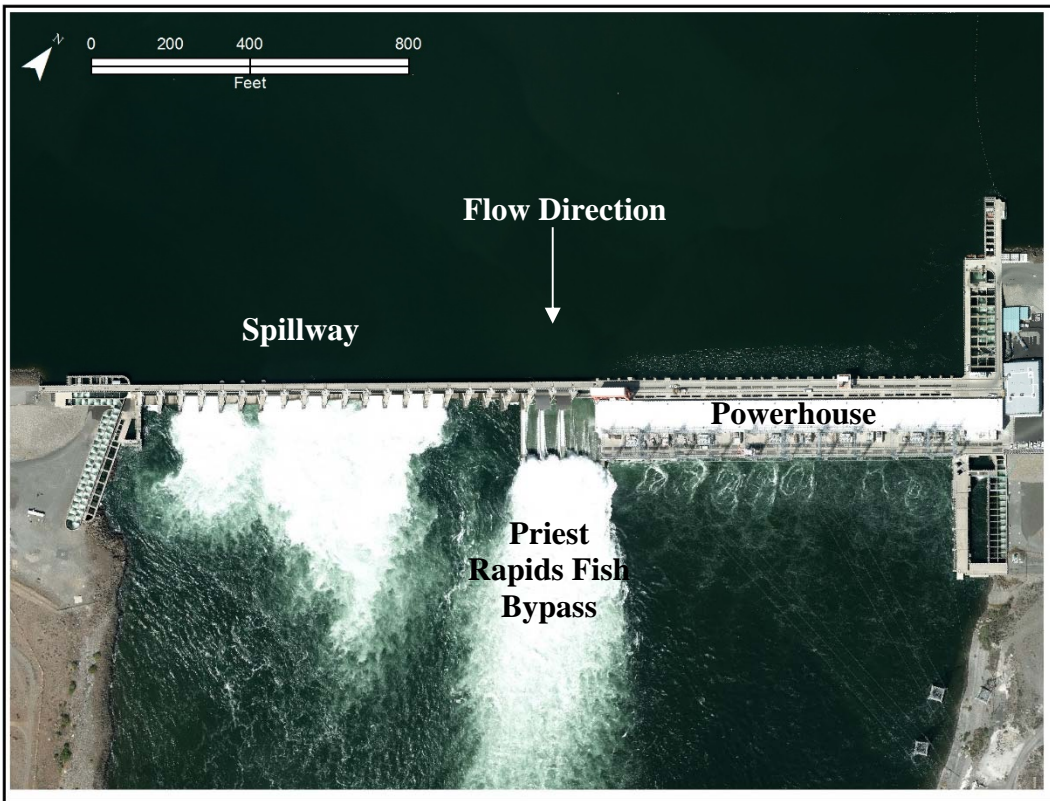 N
0 200 400 800
Feet
Flow Direction
Spillway
Powerhouse
Priest
Rapids Fish
Bypass